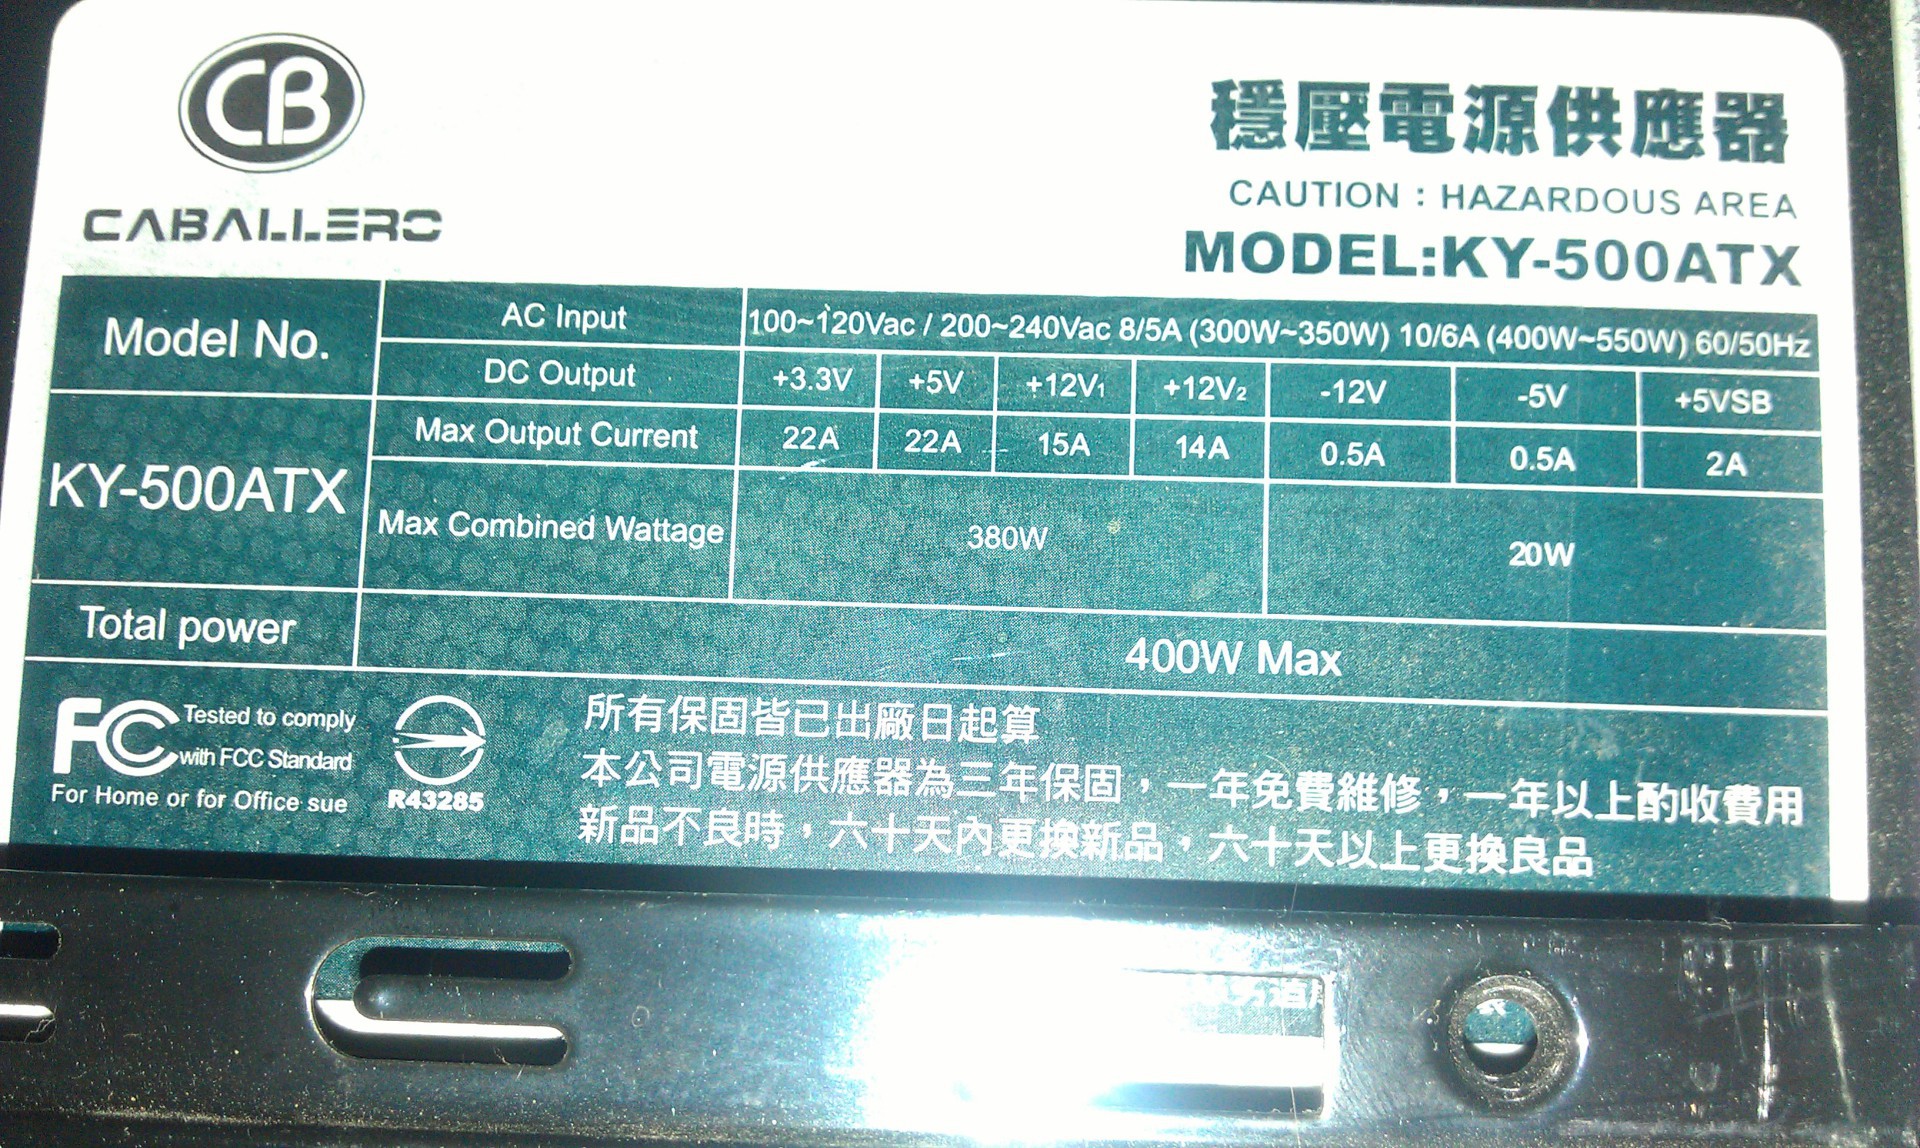 CB
CABALLERO
穩壓電源供應器
CAUTION : HAZARDOUS AREA
MODEL:KY-500ATX
Model No. AC Input 100~120Vac / 200~240Vac 8/5A (300W~350W) 10/6A (400W~550W) 60/50Hz
DC Output +3.3V +5V +12V1 +12V2 -12V -5V +5VSB
KY-500ATX Max Output Current 22A 22A 15A 14A 0.5A 0.5A 2A
Max Combined Wattage 380W 20W
Total power 400W Max
FC Tested to comply
with FCC Standard
For Home or for Office sue
R43285
所有保固皆已出廠日起算
本公司電源供應器為三年保固，一年免費維修，一年以上酌收費用
新品不良時，六十天內更換新品，六十天以上更換良品